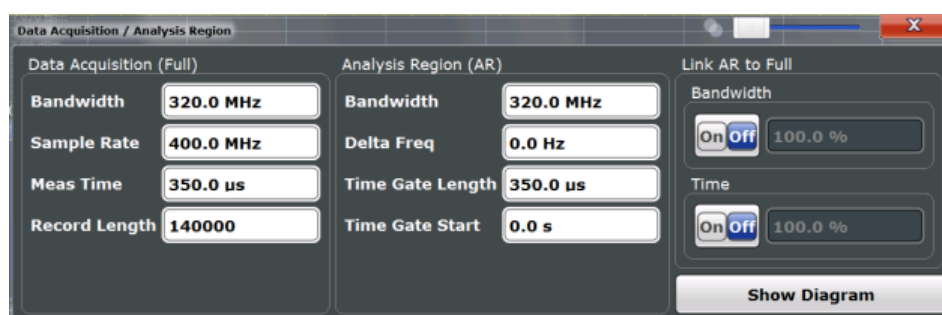 Data Acquisition / Analysis Region
X
Data Acquisition (Full)
Bandwidth 320.0 MHz
Sample Rate 400.0 MHz
Meas Time 350.0 µs
Record Length 140000
Analysis Region (AR)
Bandwidth 320.0 MHz
Delta Freq 0.0 Hz
Time Gate Length 350.0 µs
Time Gate Start 0.0 s
Link AR to Full
Bandwidth
On Off 100.0 %
Time
On Off 100.0 %
Show Diagram